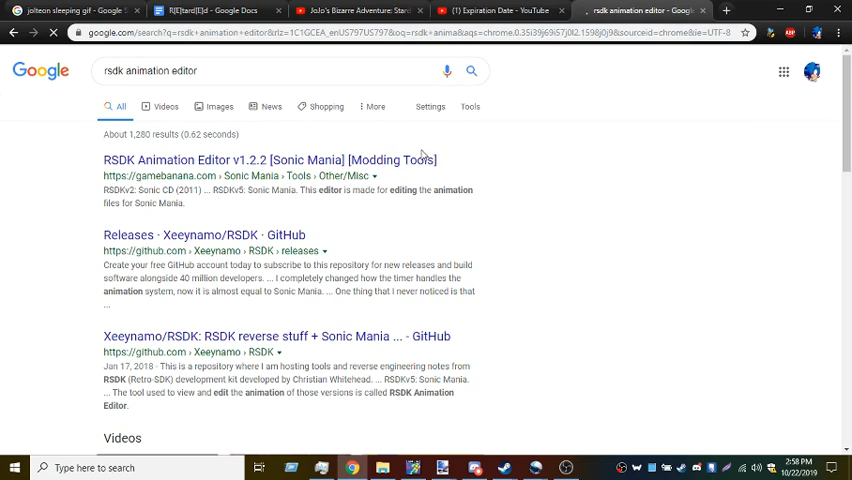 jolteon sleeping gif - Google S
R[E]tard[E]d - Google Docs
JoJo's Bizarre Adventure: Stard
(1) Expiration Date - YouTube
rsdk animation editor - Google
google.com/search?q=rsdk+animation+editor&rlz=1C1GCEA_enUS797US797&oq=rsdk+anima&aqs=chrome.0.35i39j69i57j0l2.1598j0j9&sourceid=chrome&ie=UTF-8
Google
rsdk animation editor
All
Videos
Images
News
Shopping
More
Settings
Tools
About 1,280 results (0.62 seconds)
RSDK Animation Editor v1.2.2 [Sonic Mania] [Modding Tools]
https://gamebanana.com › Sonic Mania › Tools › Other/Misc
RSDKv2: Sonic CD (2011) ... RSDKv5: Sonic Mania. This editor is made for editing the animation
files for Sonic Mania.
Releases · Xeeynamo/RSDK · GitHub
https://github.com › Xeeynamo › RSDK › releases
Create your free GitHub account today to subscribe to this repository for new releases and build
software alongside 40 million developers. ... I completely changed how the timer handles the
animation system, now it is almost equal to Sonic Mania. ... One thing that I never noticed is that
...
Xeeynamo/RSDK: RSDK reverse stuff + Sonic Mania ... - GitHub
https://github.com › Xeeynamo › RSDK
Jan 17, 2018 - This is a repository where I am hosting tools and reverse engineering notes from
RSDK (Retro-SDK) development kit developed by Christian Whitehead. ... RSDKv5: Sonic Mania.
... The tool used to view and edit the animation of those versions is called RSDK Animation
Editor.
Videos
Type here to search
2:58 PM
10/22/2019